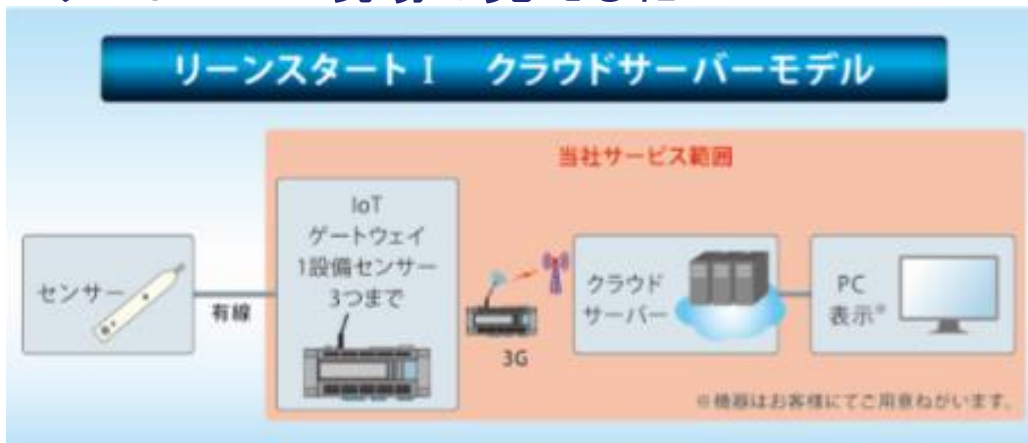 リーンスタートⅠ クラウドサーバーモデル
当社サービス範囲
センサー
有線
IoT
ゲートウェイ
1設備センサー
3つまで
3G
クラウド
サーバー
PC
表示※
※機器はお客様にてご用意ねがいます。